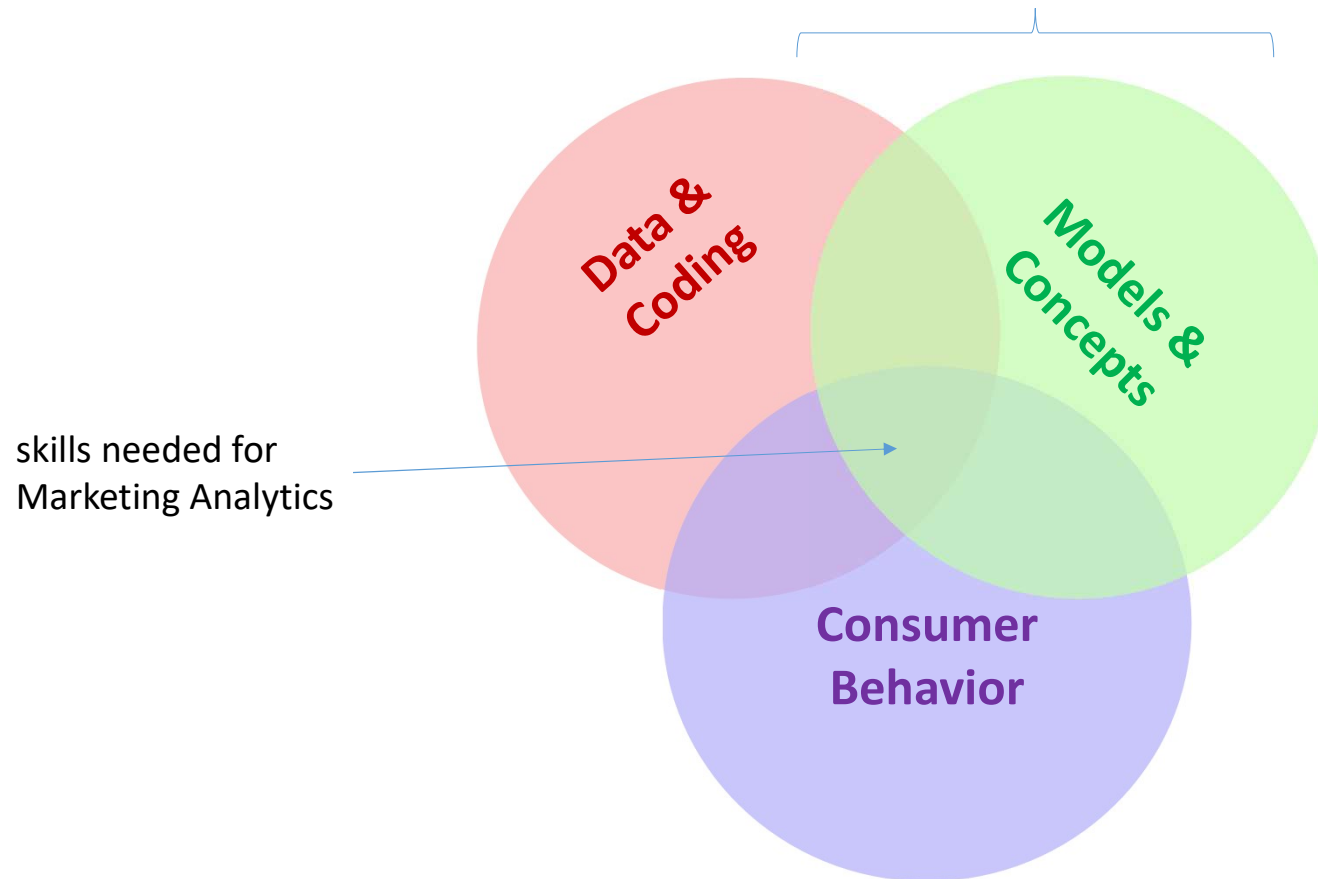 Data &
Coding
Models &
Concepts
skills needed for
Marketing Analytics
Consumer
Behavior